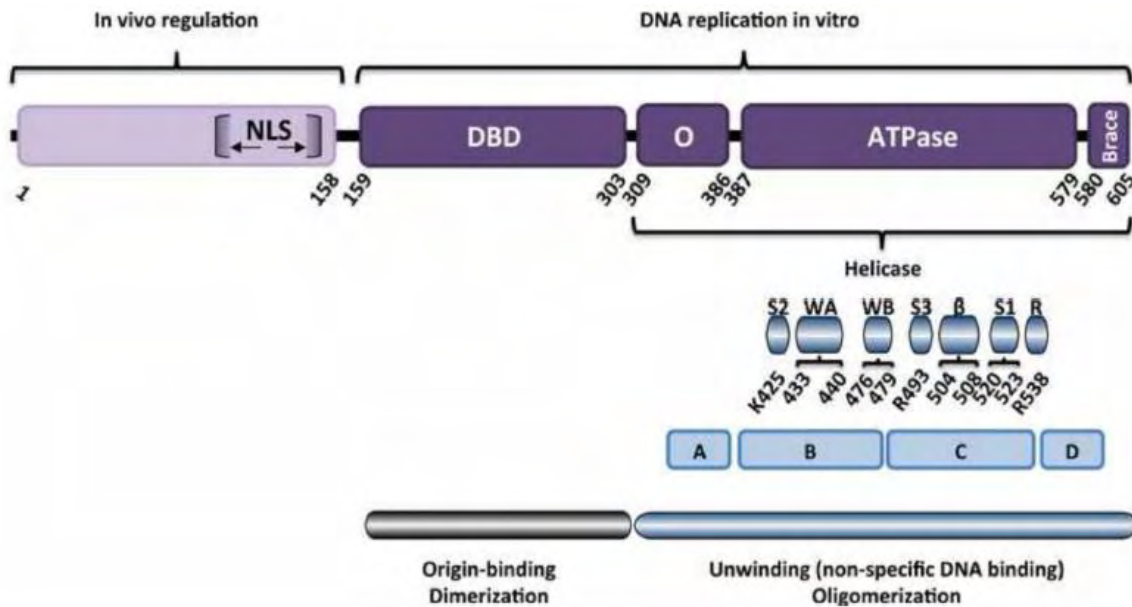 In vivo regulation
DNA replication in vitro
NLS
DBD
O
ATPase
Brace
1
158
159
303
309
386
387
579
580
605
Helicase
S2 WA WB S3 β S1 R
K425
433
440
476
479
R493
504
508
520
523
R538
A B C D
Origin-binding
Dimerization
Unwinding (non-specific DNA binding)
Oligomerization